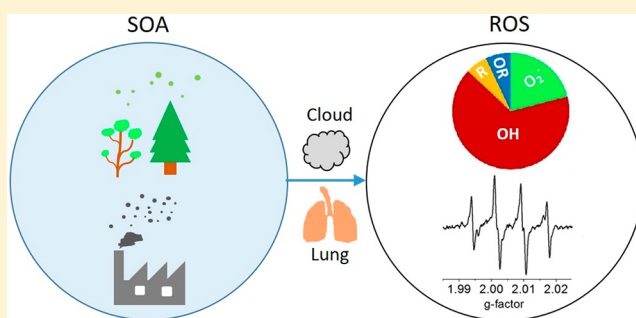 SOA
ROS
Cloud
Lung
R
OR
O₂⁻
OH
1.99 2.00 2.01 2.02
g-factor